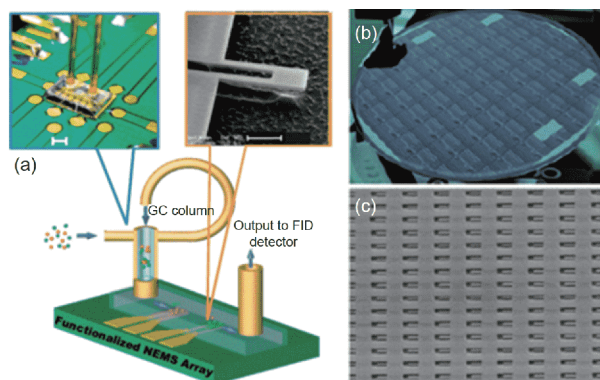 (a)
GC column
Output to FID
detector
Functionalized NEMS Array
(b)
(c)